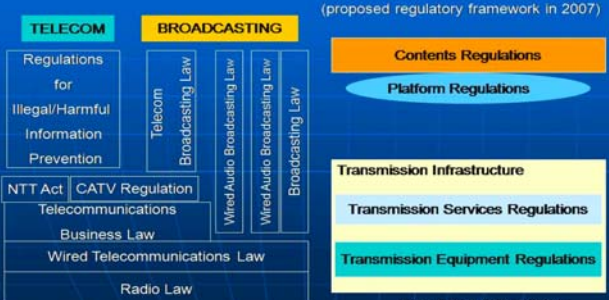 (proposed regulatory framework in 2007)
TELECOM
BROADCASTING
Regulations
for
Illegal/Harmful
Information
Prevention
Telecom
Broadcasting Law
Wired Audio Broadcasting Law
Wired Audio Broadcasting Law
Broadcasting Law
NTT Act
CATV Regulation
Telecommunications
Business Law
Wired Telecommunications Law
Radio Law
Contents Regulations
Platform Regulations
Transmission Infrastructure
Transmission Services Regulations
Transmission Equipment Regulations